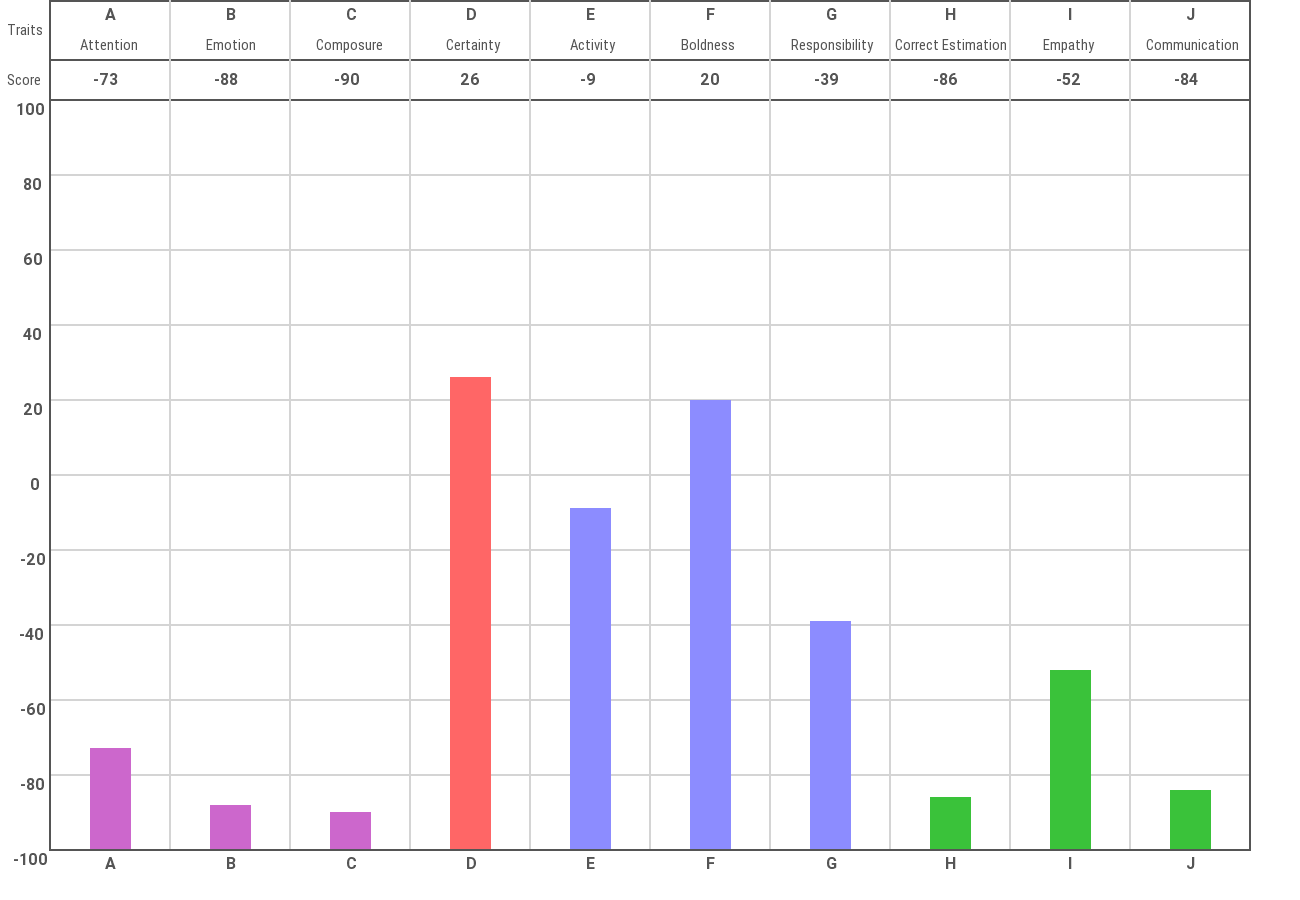 A B C D E F G H I J
Traits
Attention Emotion Composure Certainty Activity Boldness Responsibility Correct Estimation Empathy Communication
Score -73 -88 -90 26 -9 20 -39 -86 -52 -84
100
80
60
40
20
0
-20
-40
-60
-80
-100
A B C D E F G H I J